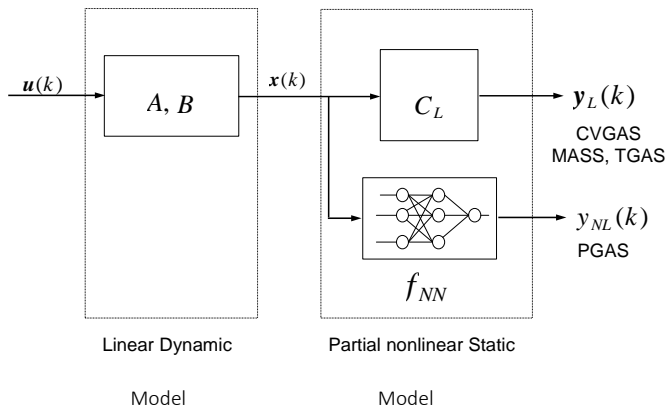 u(k)
A, B
x(k)
C_L
y_L(k)
CVGAS
MASS, TGAS
f_NN
y_NL(k)
PGAS
Linear Dynamic
Model
Partial nonlinear Static
Model